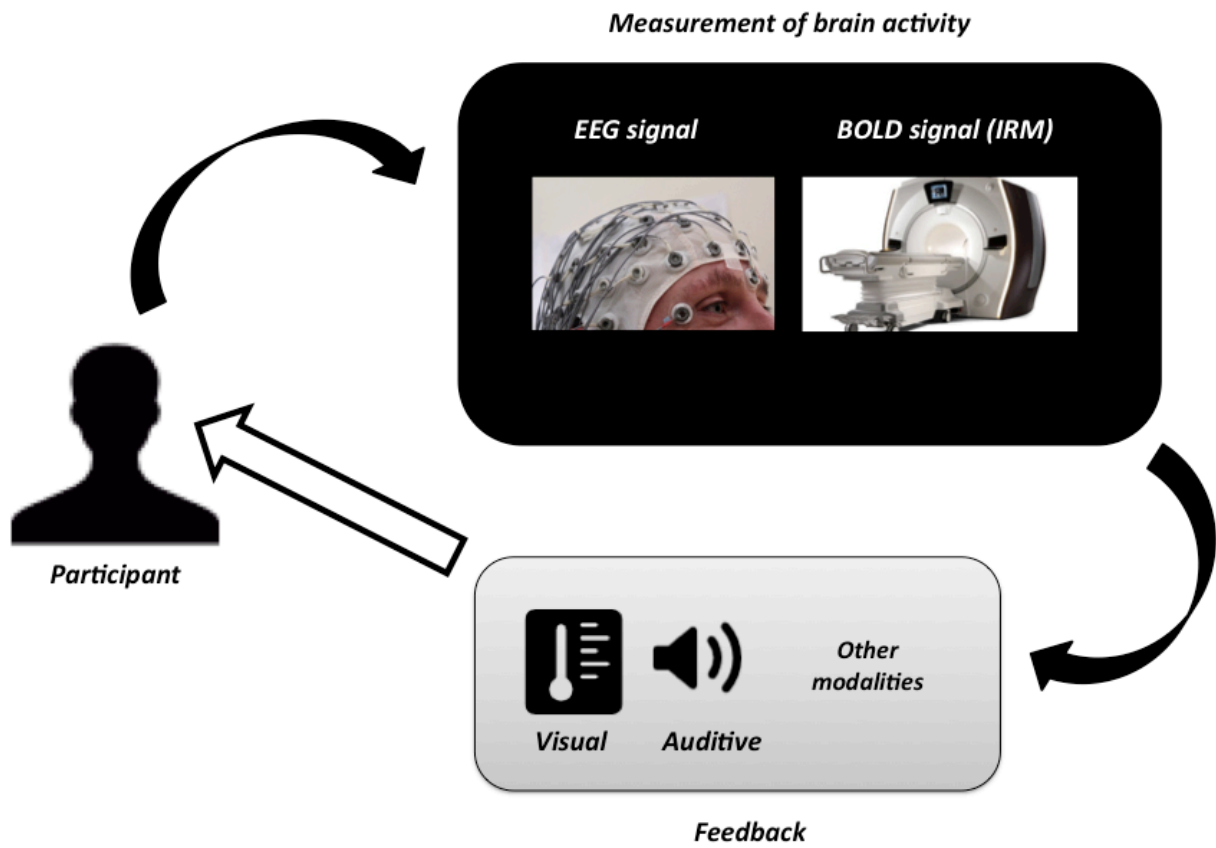 Measurement of brain activity
EEG signal
BOLD signal (IRM)
Participant
Visual
Auditive
Other
modalities
Feedback